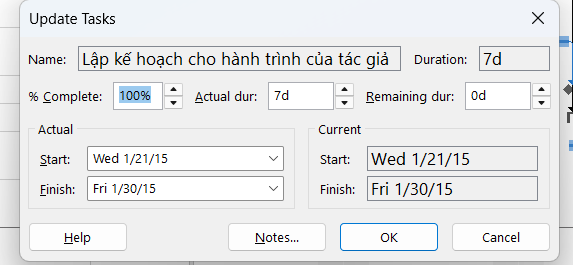 Update Tasks
Name: Lập kế hoạch cho hành trình của tác giả Duration: 7d
% Complete: 100% Actual dur: 7d Remaining dur: 0d
Actual Current
Start: Wed 1/21/15 Start: Wed 1/21/15
Finish: Fri 1/30/15 Finish: Fri 1/30/15
Help Notes... OK Cancel